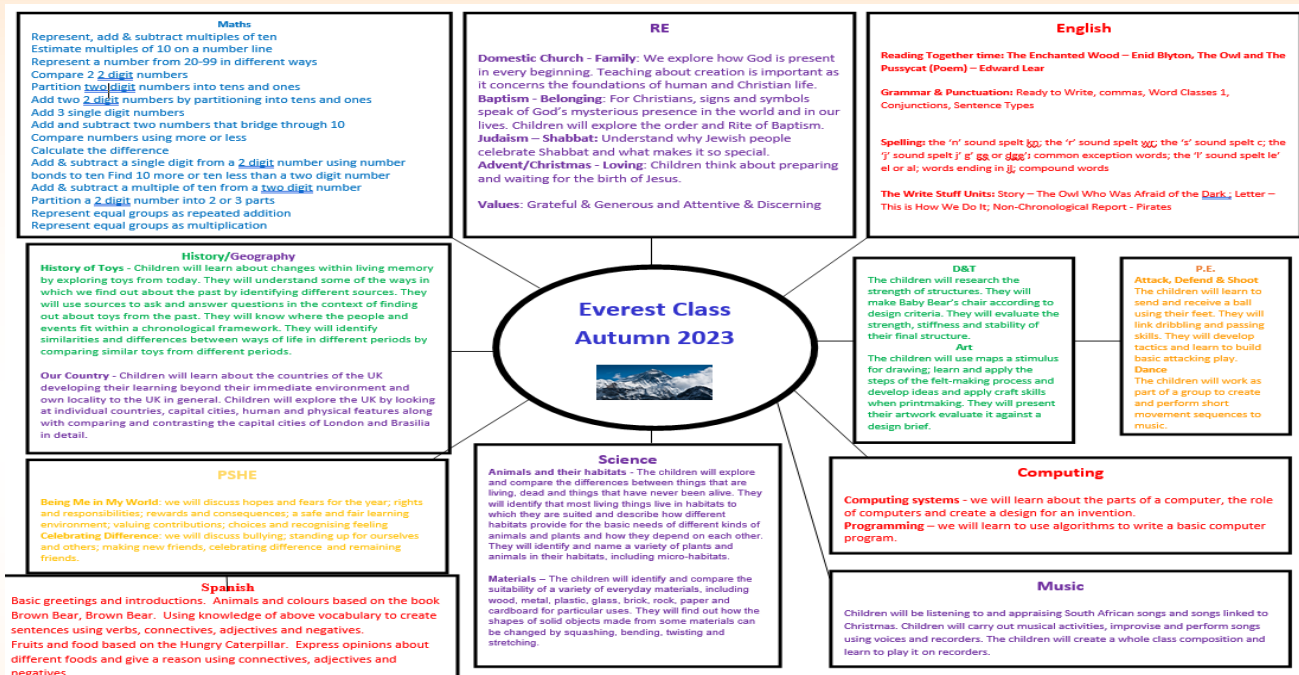 Maths
Represent, add & subtract multiples of ten
Estimate multiples of 10 on a number line
Represent a number from 20-99 in different ways
Compare 2 2 digit numbers
Partition two digit numbers into tens and ones
Add two 2 digit numbers by partitioning into tens and ones
Add 3 single digit numbers
Add and subtract two numbers that bridge through 10
Compare numbers using more or less
Calculate the difference
Add & subtract a single digit from a 2 digit number using number
bonds to ten Find 10 more or ten less than a two digit number
Add & subtract a multiple of ten from a two digit number
Partition a 2 digit number into 2 or 3 parts
Represent equal groups as repeated addition
Represent equal groups as multiplication
RE
Domestic Church - Family: We explore how God is present
in every beginning. Teaching about creation is important as
it concerns the foundations of human and Christian life.
Baptism - Belonging: For Christians, signs and symbols
speak of God's mysterious presence in the world and in our
lives. Children will explore the order and Rite of Baptism.
Judaism – Shabbat: Understand why Jewish people
celebrate Shabbat and what makes it so special.
Advent/Christmas - Loving: Children think about preparing
and waiting for the birth of Jesus.
Values: Grateful & Generous and Attentive & Discerning
English
Reading Together time: The Enchanted Wood – Enid Blyton, The Owl and The
Pussycat (Poem) – Edward Lear
Grammar & Punctuation: Ready to Write, commas, Word Classes 1,
Conjunctions, Sentence Types
Spelling: the 'n' sound spelt kn; the 'r' sound spelt wr; the 's' sound spelt c; the
'j' sound spelt j' g' ge or dge'; common exception words; the 'l' sound spelt le'
el or al; words ending in il; compound words
The Write Stuff Units: Story – The Owl Who Was Afraid of the Dark ; Letter –
This is How We Do It; Non-Chronological Report - Pirates
History/Geography
History of Toys - Children will learn about changes within living memory
by exploring toys from today. They will understand some of the ways in
which we find out about the past by identifying different sources. They
will use sources to ask and answer questions in the context of finding
out about toys from the past. They will know where the people and
events fit within a chronological framework. They will identify
similarities and differences between ways of life in different periods by
comparing similar toys from different periods.
Our Country - Children will learn about the countries of the UK
developing their learning beyond their immediate environment and
own locality to the UK in general. Children will explore the UK by looking
at individual countries, capital cities, human and physical features along
with comparing and contrasting the capital cities of London and Brasilia
in detail.
Everest Class
Autumn 2023
D&T
The children will research the
strength of structures. They will
make Baby Bear's chair according to
design criteria. They will evaluate the
strength, stiffness and stability of
their final structure.
Art
The children will use maps a stimulus
for drawing; learn and apply the
steps of the felt-making process and
develop ideas and apply craft skills
when printmaking. They will present
their artwork evaluate it against a
design brief.
P.E.
Attack, Defend & Shoot
The children will learn to
send and receive a ball
using their feet. They will
link dribbling and passing
skills. They will develop
tactics and learn to build
basic attacking play.
Dance
The children will work as
part of a group to create
and perform short
movement sequences to
music.
PSHE
Being Me in My World: we will discuss hopes and fears for the year; rights
and responsibilities; rewards and consequences; a safe and fair learning
environment; valuing contributions; choices and recognising feeling
Celebrating Difference: we will discuss bullying; standing up for ourselves
and others; making new friends, celebrating difference and remaining
friends.
Science
Animals and their habitats - The children will explore
and compare the differences between things that are
living, dead and things that have never been alive. They
will identify that most living things live in habitats to
which they are suited and describe how different
habitats provide for the basic needs of different kinds of
animals and plants and how they depend on each other.
They will identify and name a variety of plants and
animals in their habitats, including micro-habitats.
Materials – The children will identify and compare the
suitability of a variety of everyday materials, including
wood, metal, plastic, glass, brick, rock, paper and
cardboard for particular uses. They will find out how the
shapes of solid objects made from some materials can
be changed by squashing, bending, twisting and
stretching.
Computing
Computing systems - we will learn about the parts of a computer, the role
of computers and create a design for an invention.
Programming – we will learn to use algorithms to write a basic computer
program.
Spanish
Basic greetings and introductions. Animals and colours based on the book
Brown Bear, Brown Bear. Using knowledge of above vocabulary to create
sentences using verbs, connectives, adjectives and negatives.
Fruits and food based on the Hungry Caterpillar. Express opinions about
different foods and give a reason using connectives, adjectives and
negatives
Music
Children will be listening to and appraising South African songs and songs linked to
Christmas. Children will carry out musical activities, improvise and perform songs
using voices and recorders. The children will create a whole class composition and
learn to play it on recorders.